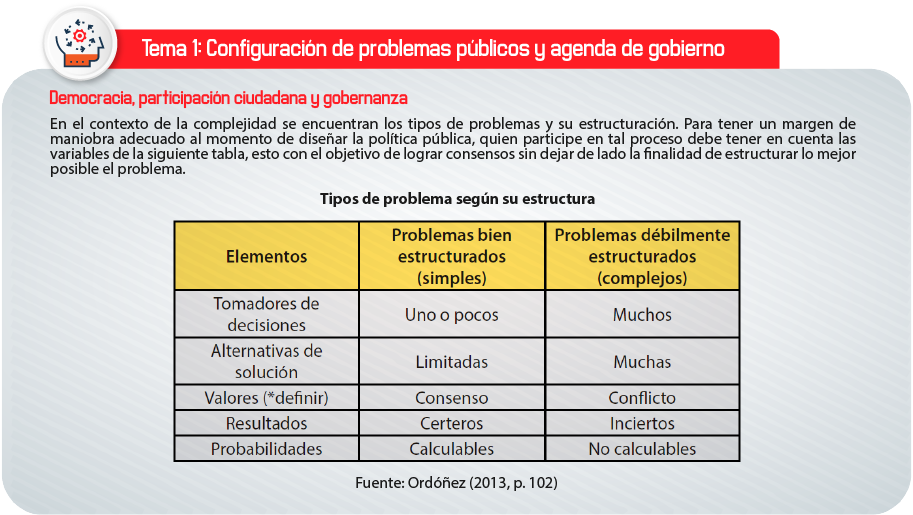 Tema 1: Configuración de problemas públicos y agenda de gobierno
Democracia, participación ciudadana y gobernanza
En el contexto de la complejidad se encuentran los tipos de problemas y su estructuración. Para tener un margen de
maniobra adecuado al momento de diseñar la política pública, quien participe en tal proceso debe tener en cuenta las
variables de la siguiente tabla, esto con el objetivo de lograr consensos sin dejar de lado la finalidad de estructurar lo mejor
posible el problema.
Tipos de problema según su estructura
Elementos
Problemas bien
estructurados
(simples)
Problemas débilmente
estructurados
(complejos)
Tomadores de
decisiones
Uno o pocos
Muchos
Alternativas de
solución
Limitadas
Muchas
Valores (*definir)
Consenso
Conflicto
Resultados
Certeros
Inciertos
Probabilidades
Calculables
No calculables
Fuente: Ordóñez (2013, p. 102)